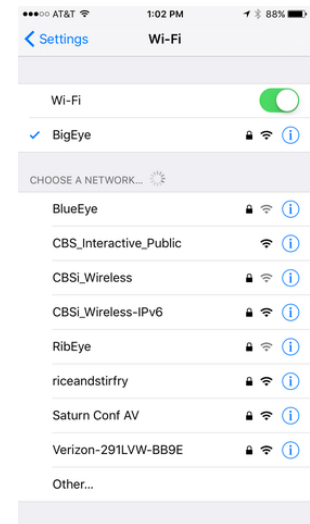 AT&T 1:02 PM 88%
Settings Wi-Fi
Wi-Fi
BigEye
CHOOSE A NETWORK...
BlueEye
CBS_Interactive_Public
CBSi_Wireless
CBSi_Wireless-IPv6
RibEye
riceandstirfry
Saturn Conf AV
Verizon-291LVW-BB9E
Other...